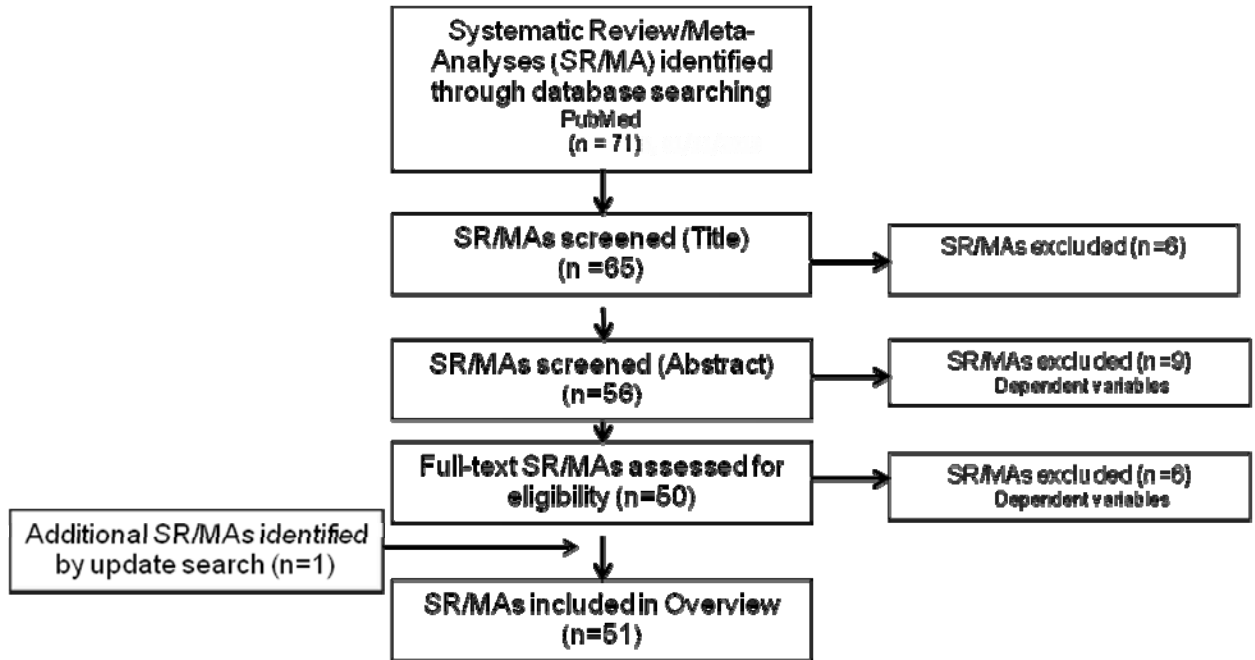 Systematic Review/Meta-
Analyses (SR/MA) identified
through database searching
PubMed
(n = 71)
SR/MAs screened (Title)
(n =65)
SR/MAs excluded (n=6)
SR/MAs screened (Abstract)
(n=56)
SR/MAs excluded (n=9)
Dependent variables
Full-text SR/MAs assessed for
eligibility (n=50)
SR/MAs excluded (n=6)
Dependent variables
Additional SR/MAs identified
by update search (n=1)
SR/MAs included in Overview
(n=51)